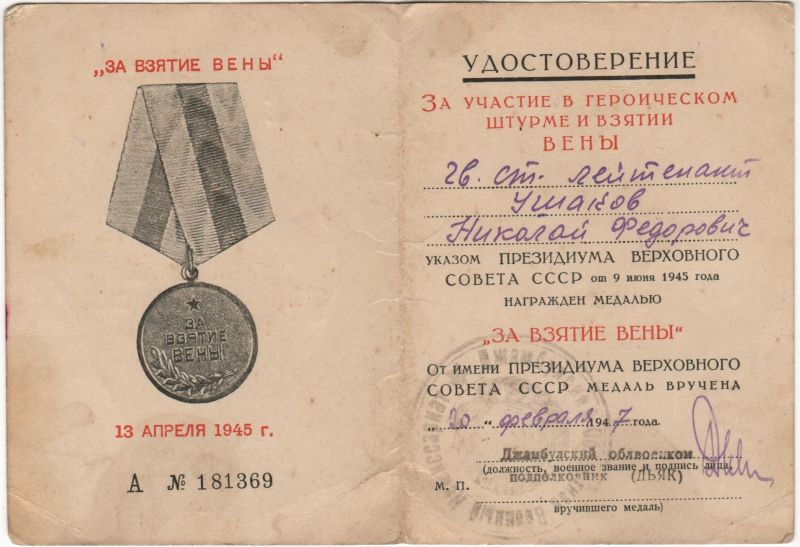 „ЗА ВЗЯТИЕ ВЕНЫ“
ЗА
ВЗЯТИЕ
ВЕНЫ
13 АПРЕЛЯ 1945 г.
А № 181369
УДОСТОВЕРЕНИЕ
ЗА УЧАСТИЕ В ГЕРОИЧЕСКОМ
ШТУРМЕ И ВЗЯТИИ
ВЕНЫ
гв. ст. лейтенант
Ушаков
Николай Федорович
УКАЗОМ ПРЕЗИДИУМА ВЕРХОВНОГО
СОВЕТА СССР от 9 июня 1945 года
НАГРАЖДЕН МЕДАЛЬЮ
„ЗА ВЗЯТИЕ ВЕНЫ“
ОТ ИМЕНИ ПРЕЗИДИУМА ВЕРХОВНОГО
СОВЕТА СССР МЕДАЛЬ ВРУЧЕНА
„20“ февраля 1947 года.
Джамбулский облвоенком
(должность, военное звание и подпись лица,
подполковник (ДЬЯК)
М. П.
вручившего медаль)